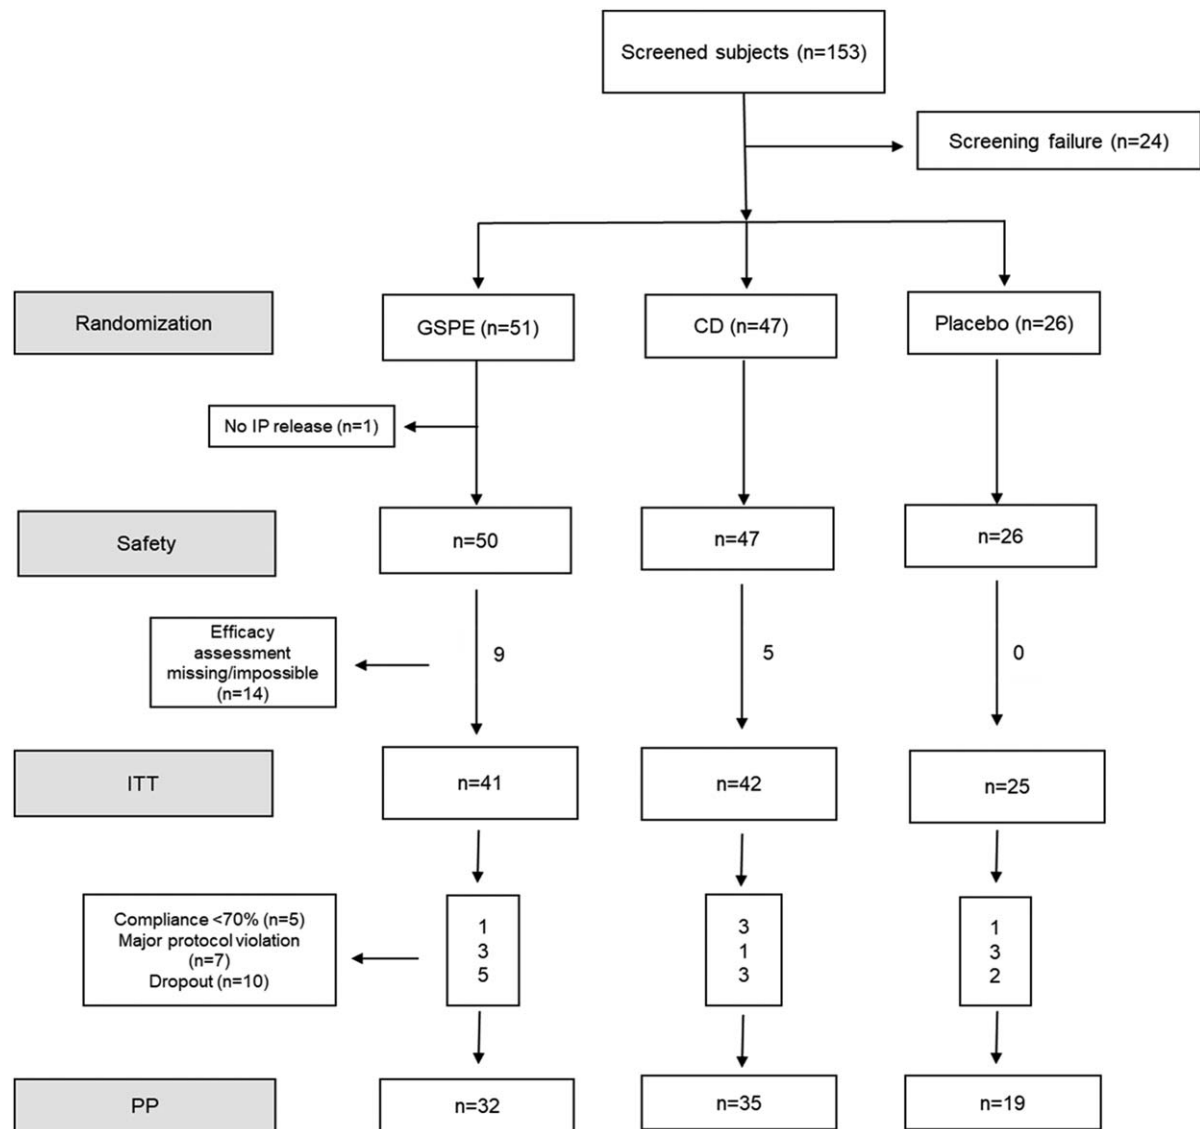 Screened subjects (n=153)
Screening failure (n=24)
Randomization
GSPE (n=51)
CD (n=47)
Placebo (n=26)
No IP release (n=1)
Safety
n=50
n=47
n=26
Efficacy
assessment
missing/impossible
(n=14)
9
5
0
ITT
n=41
n=42
n=25
Compliance <70% (n=5)
Major protocol violation
(n=7)
Dropout (n=10)
1
3
5
3
1
3
1
3
2
PP
n=32
n=35
n=19